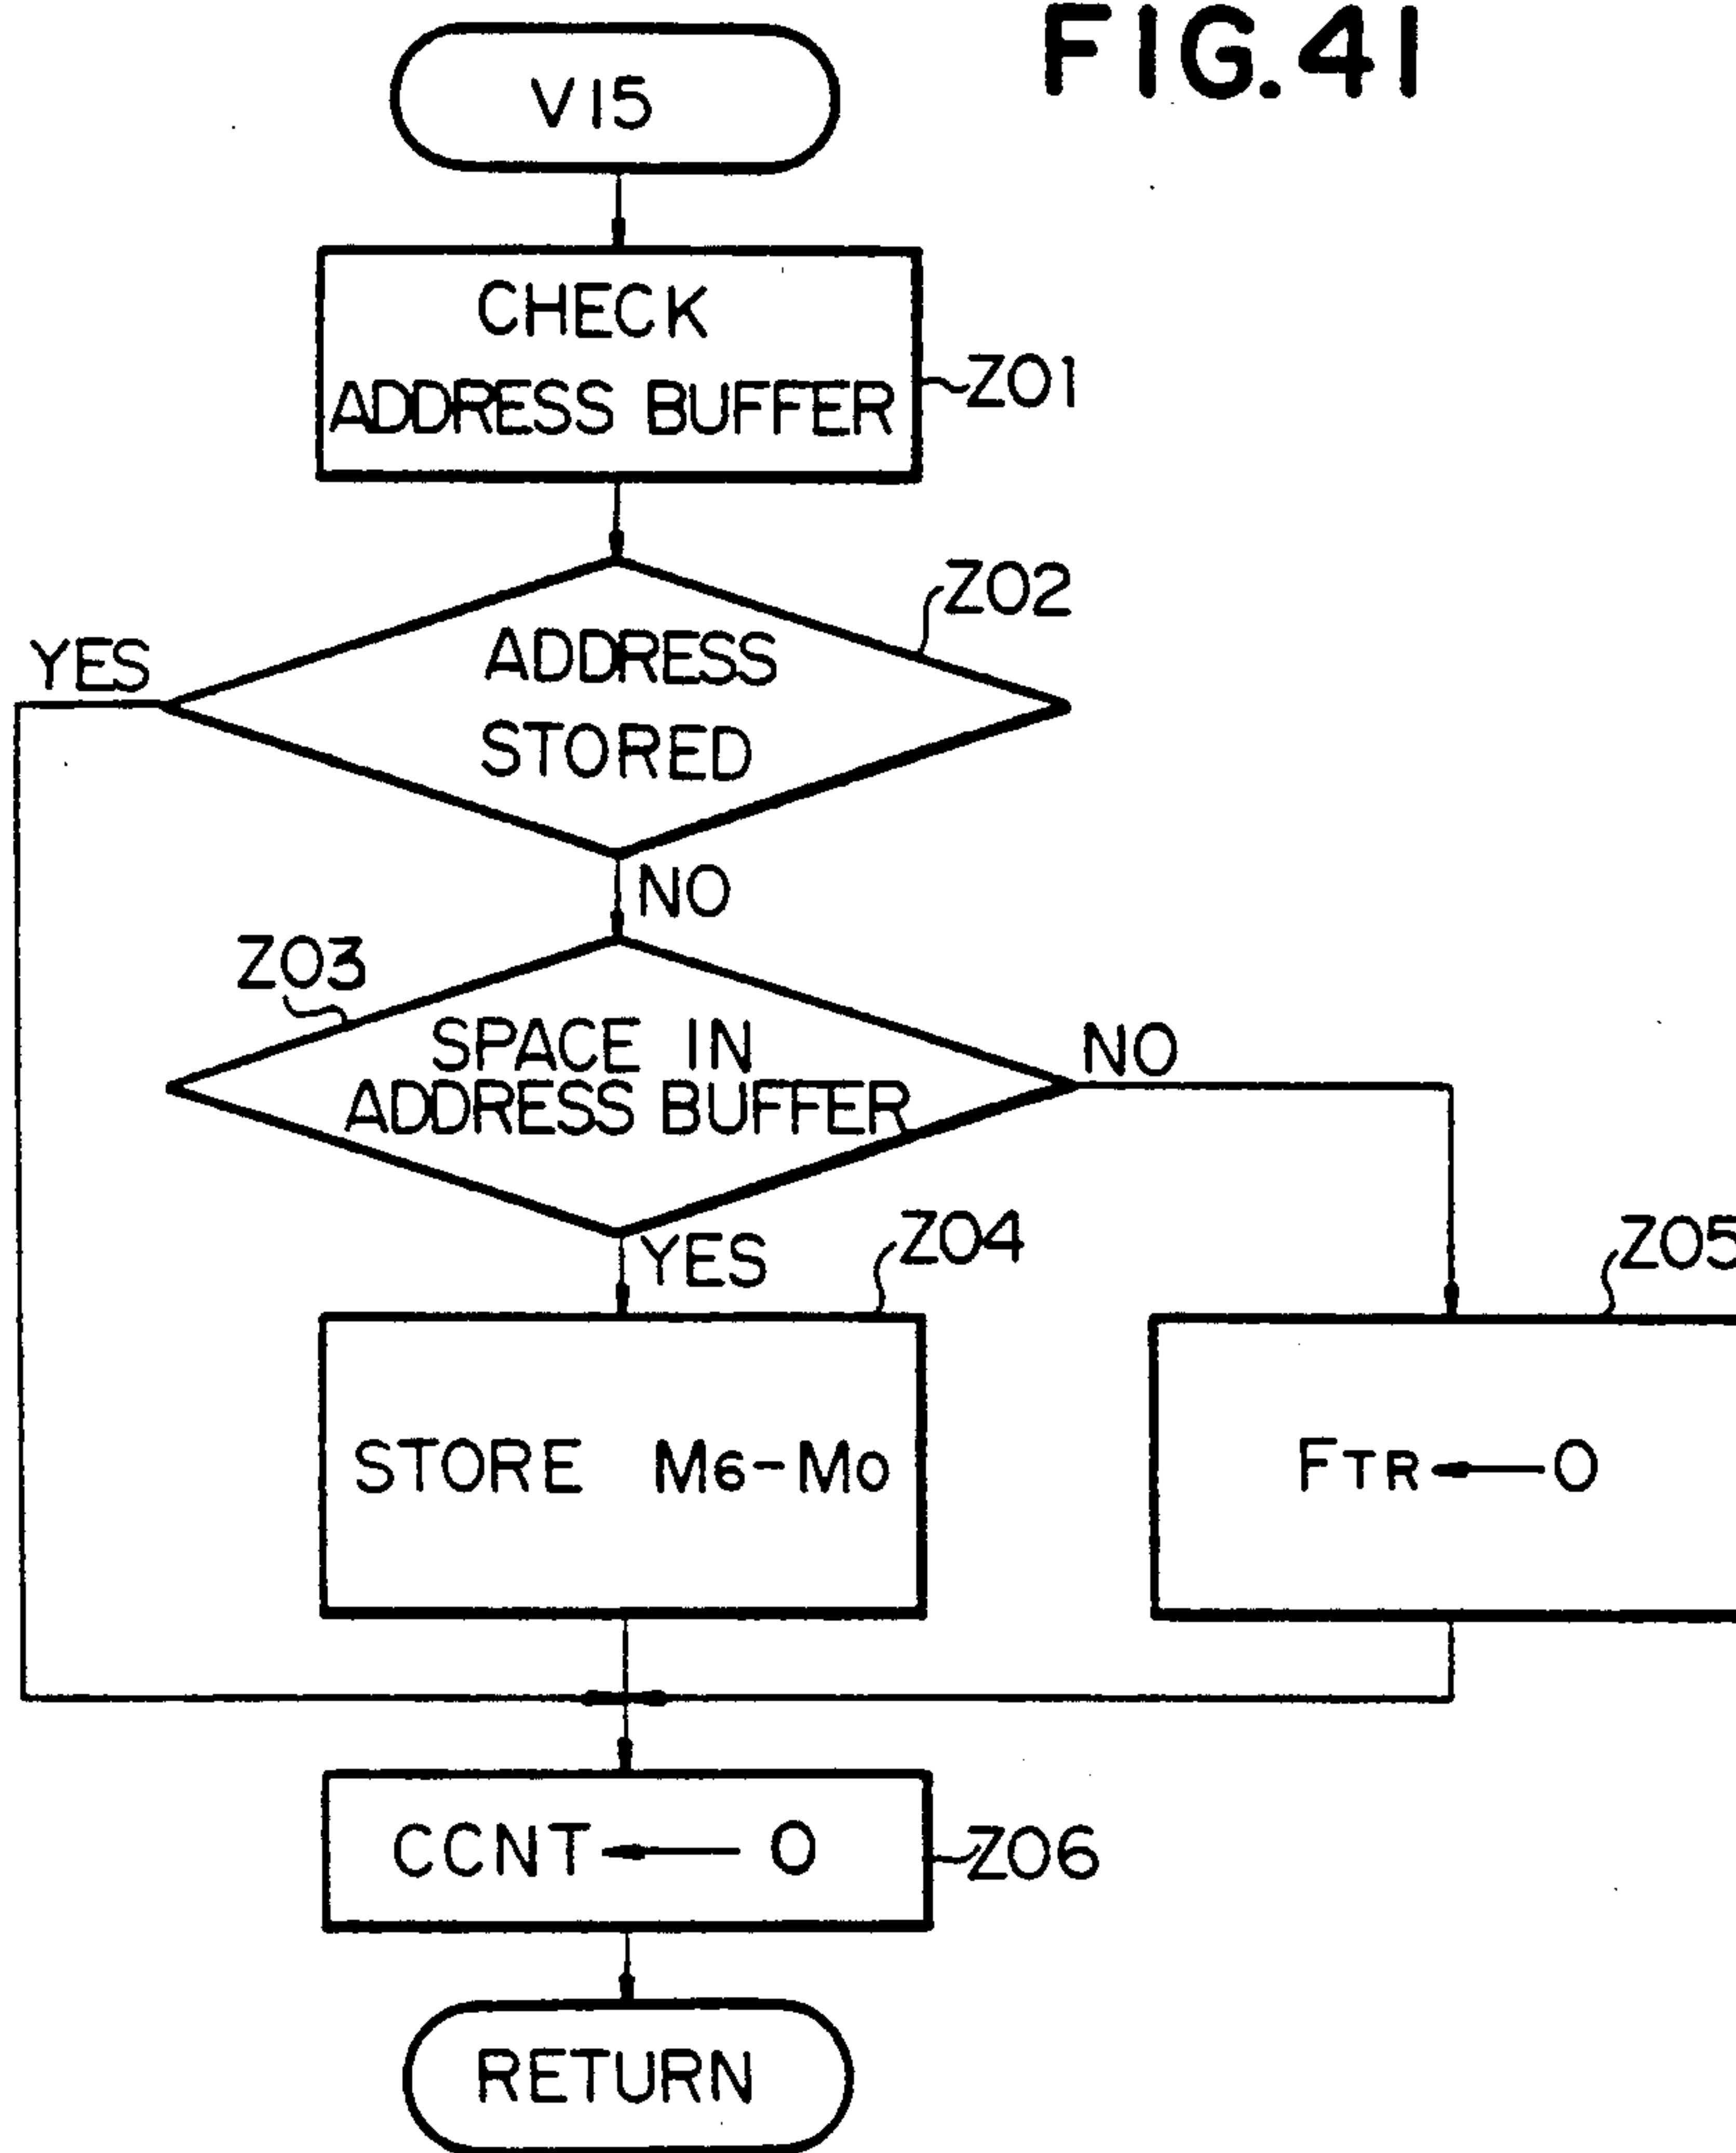 FIG.41
V15
CHECK
ADDRESS BUFFER
Z01
Z02
YES
ADDRESS
STORED
NO
Z03
SPACE IN
ADDRESS BUFFER
NO
YES
Z04
Z05
STORE M6-M0
FTR ← 0
CCNT ← 0
Z06
RETURN